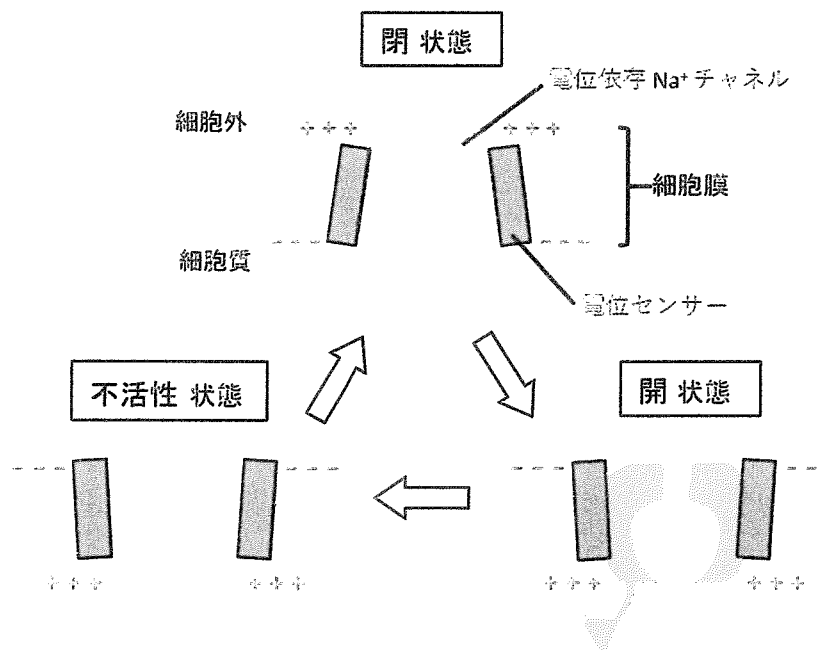 閉 状態
電位依存 Na⁺ チャネル
細胞外
+ + +
+ + +
細胞膜
- - -
- - -
細胞質
電位センサー
不活性 状態
開 状態
- - -
- - -
- - -
- - -
+ + +
+ + +
+ + +
+ + +